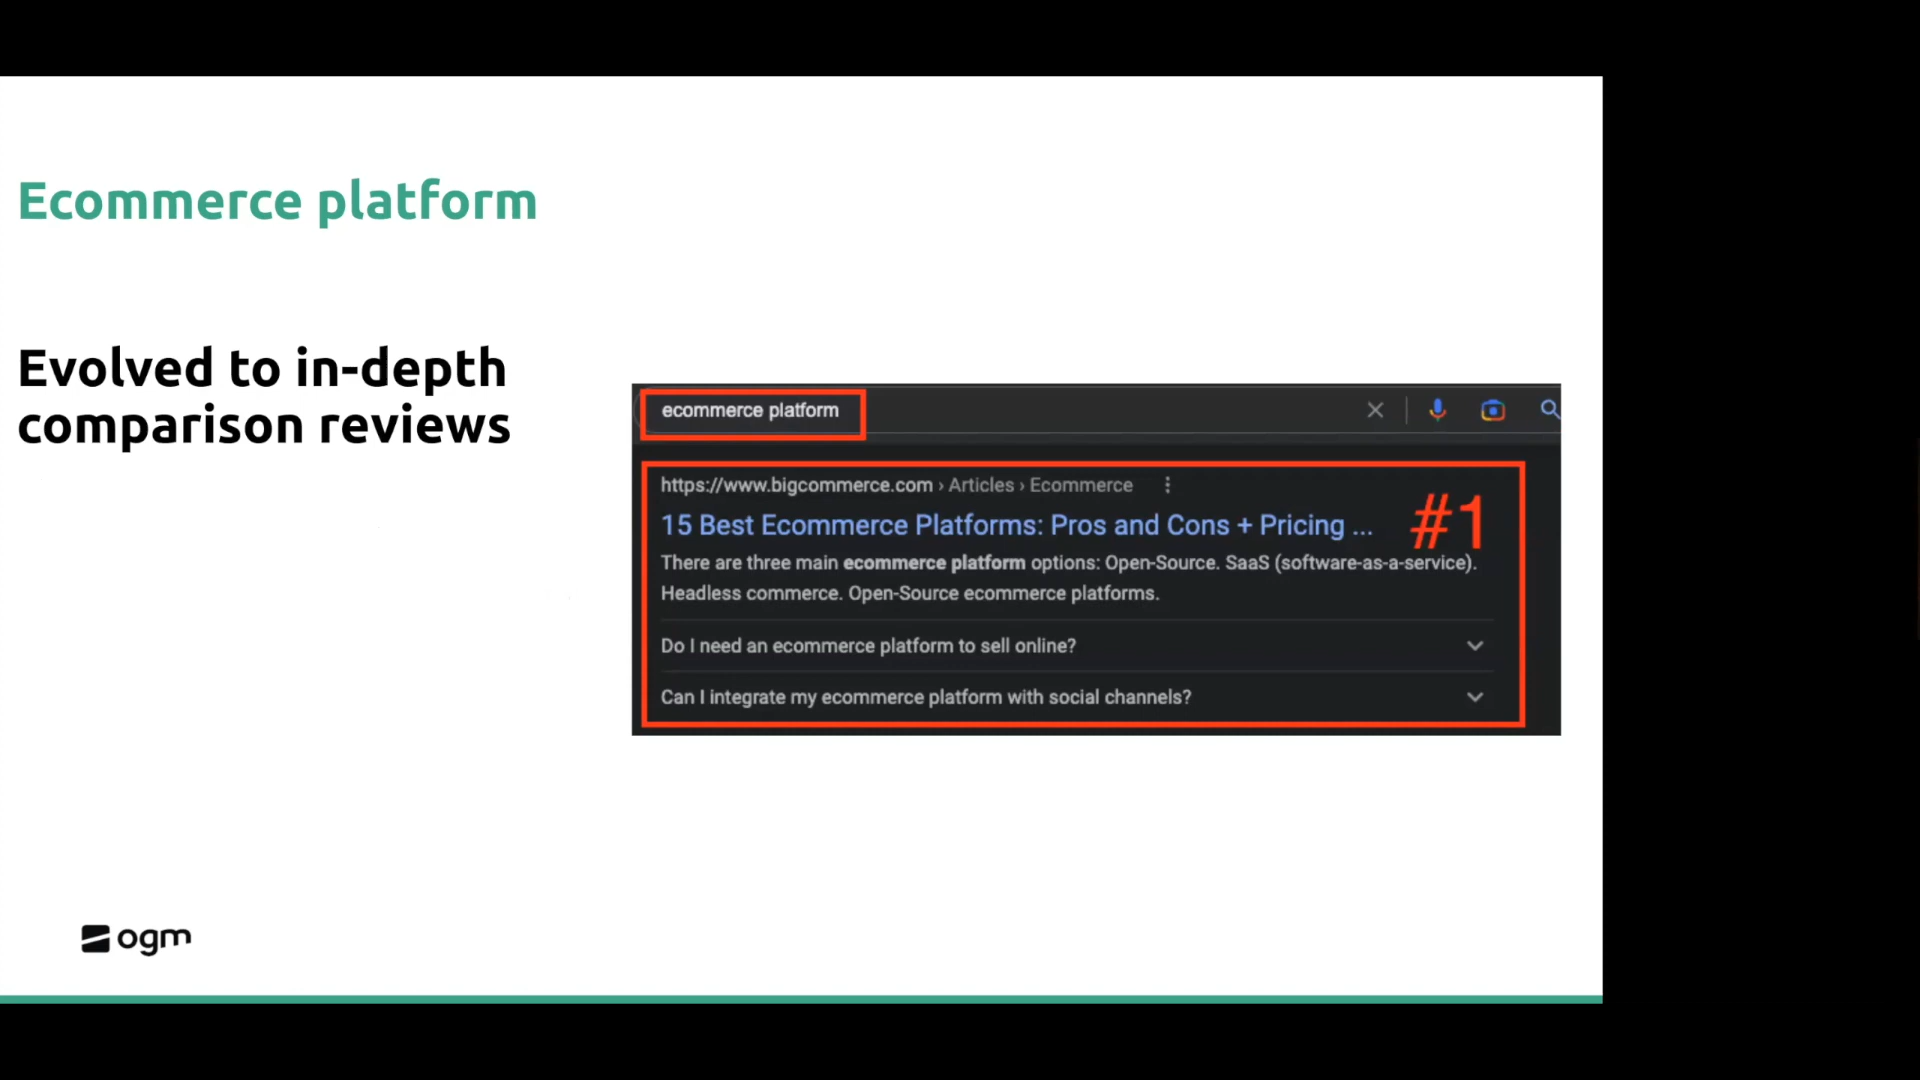 Ecommerce platform
Evolved to in-depth
comparison reviews
ecommerce platform
https://www.bigcommerce.com › Articles › Ecommerce
15 Best Ecommerce Platforms: Pros and Cons + Pricing ...
#1
There are three main ecommerce platform options: Open-Source. SaaS (software-as-a-service).
Headless commerce. Open-Source ecommerce platforms.
Do I need an ecommerce platform to sell online?
Can I integrate my ecommerce platform with social channels?
ogm